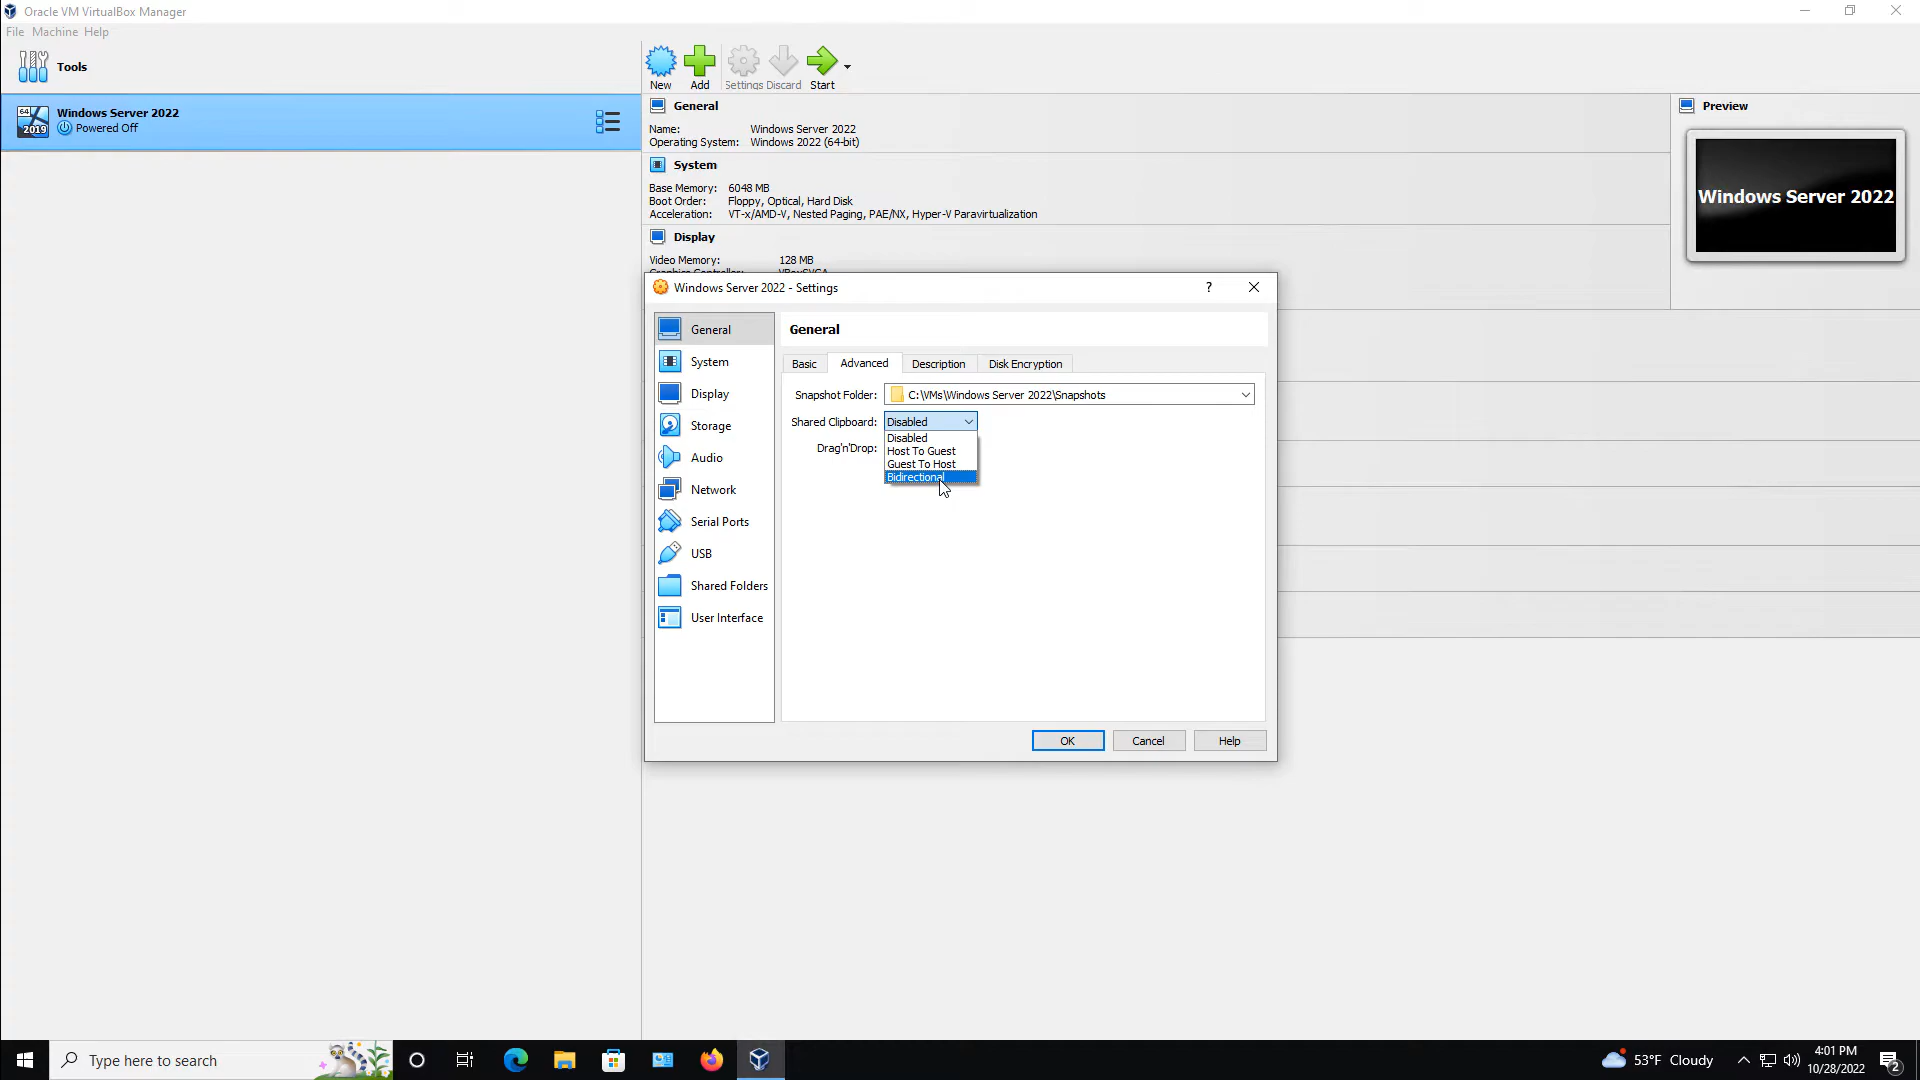 Oracle VM VirtualBox Manager
File Machine Help
Tools
New Add Settings Discard Start
64
2019
Windows Server 2022
Powered Off
General
Name: Windows Server 2022
Operating System: Windows 2022 (64-bit)
System
Base Memory: 6048 MB
Boot Order: Floppy, Optical, Hard Disk
Acceleration: VT-x/AMD-V, Nested Paging, PAE/NX, Hyper-V Paravirtualization
Display
Video Memory: 128 MB
Graphics Controller: VBoxSVGA
Preview
Windows Server 2022
Windows Server 2022 - Settings
?
General
System
Display
Storage
Audio
Network
Serial Ports
USB
Shared Folders
User Interface
General
Basic Advanced Description Disk Encryption
Snapshot Folder: C:\VMs\Windows Server 2022\Snapshots
Shared Clipboard: Disabled
Disabled
Drag'n'Drop:
Host To Guest
Guest To Host
Bidirectional
OK Cancel Help
Type here to search
53°F Cloudy
4:01 PM
10/28/2022
2